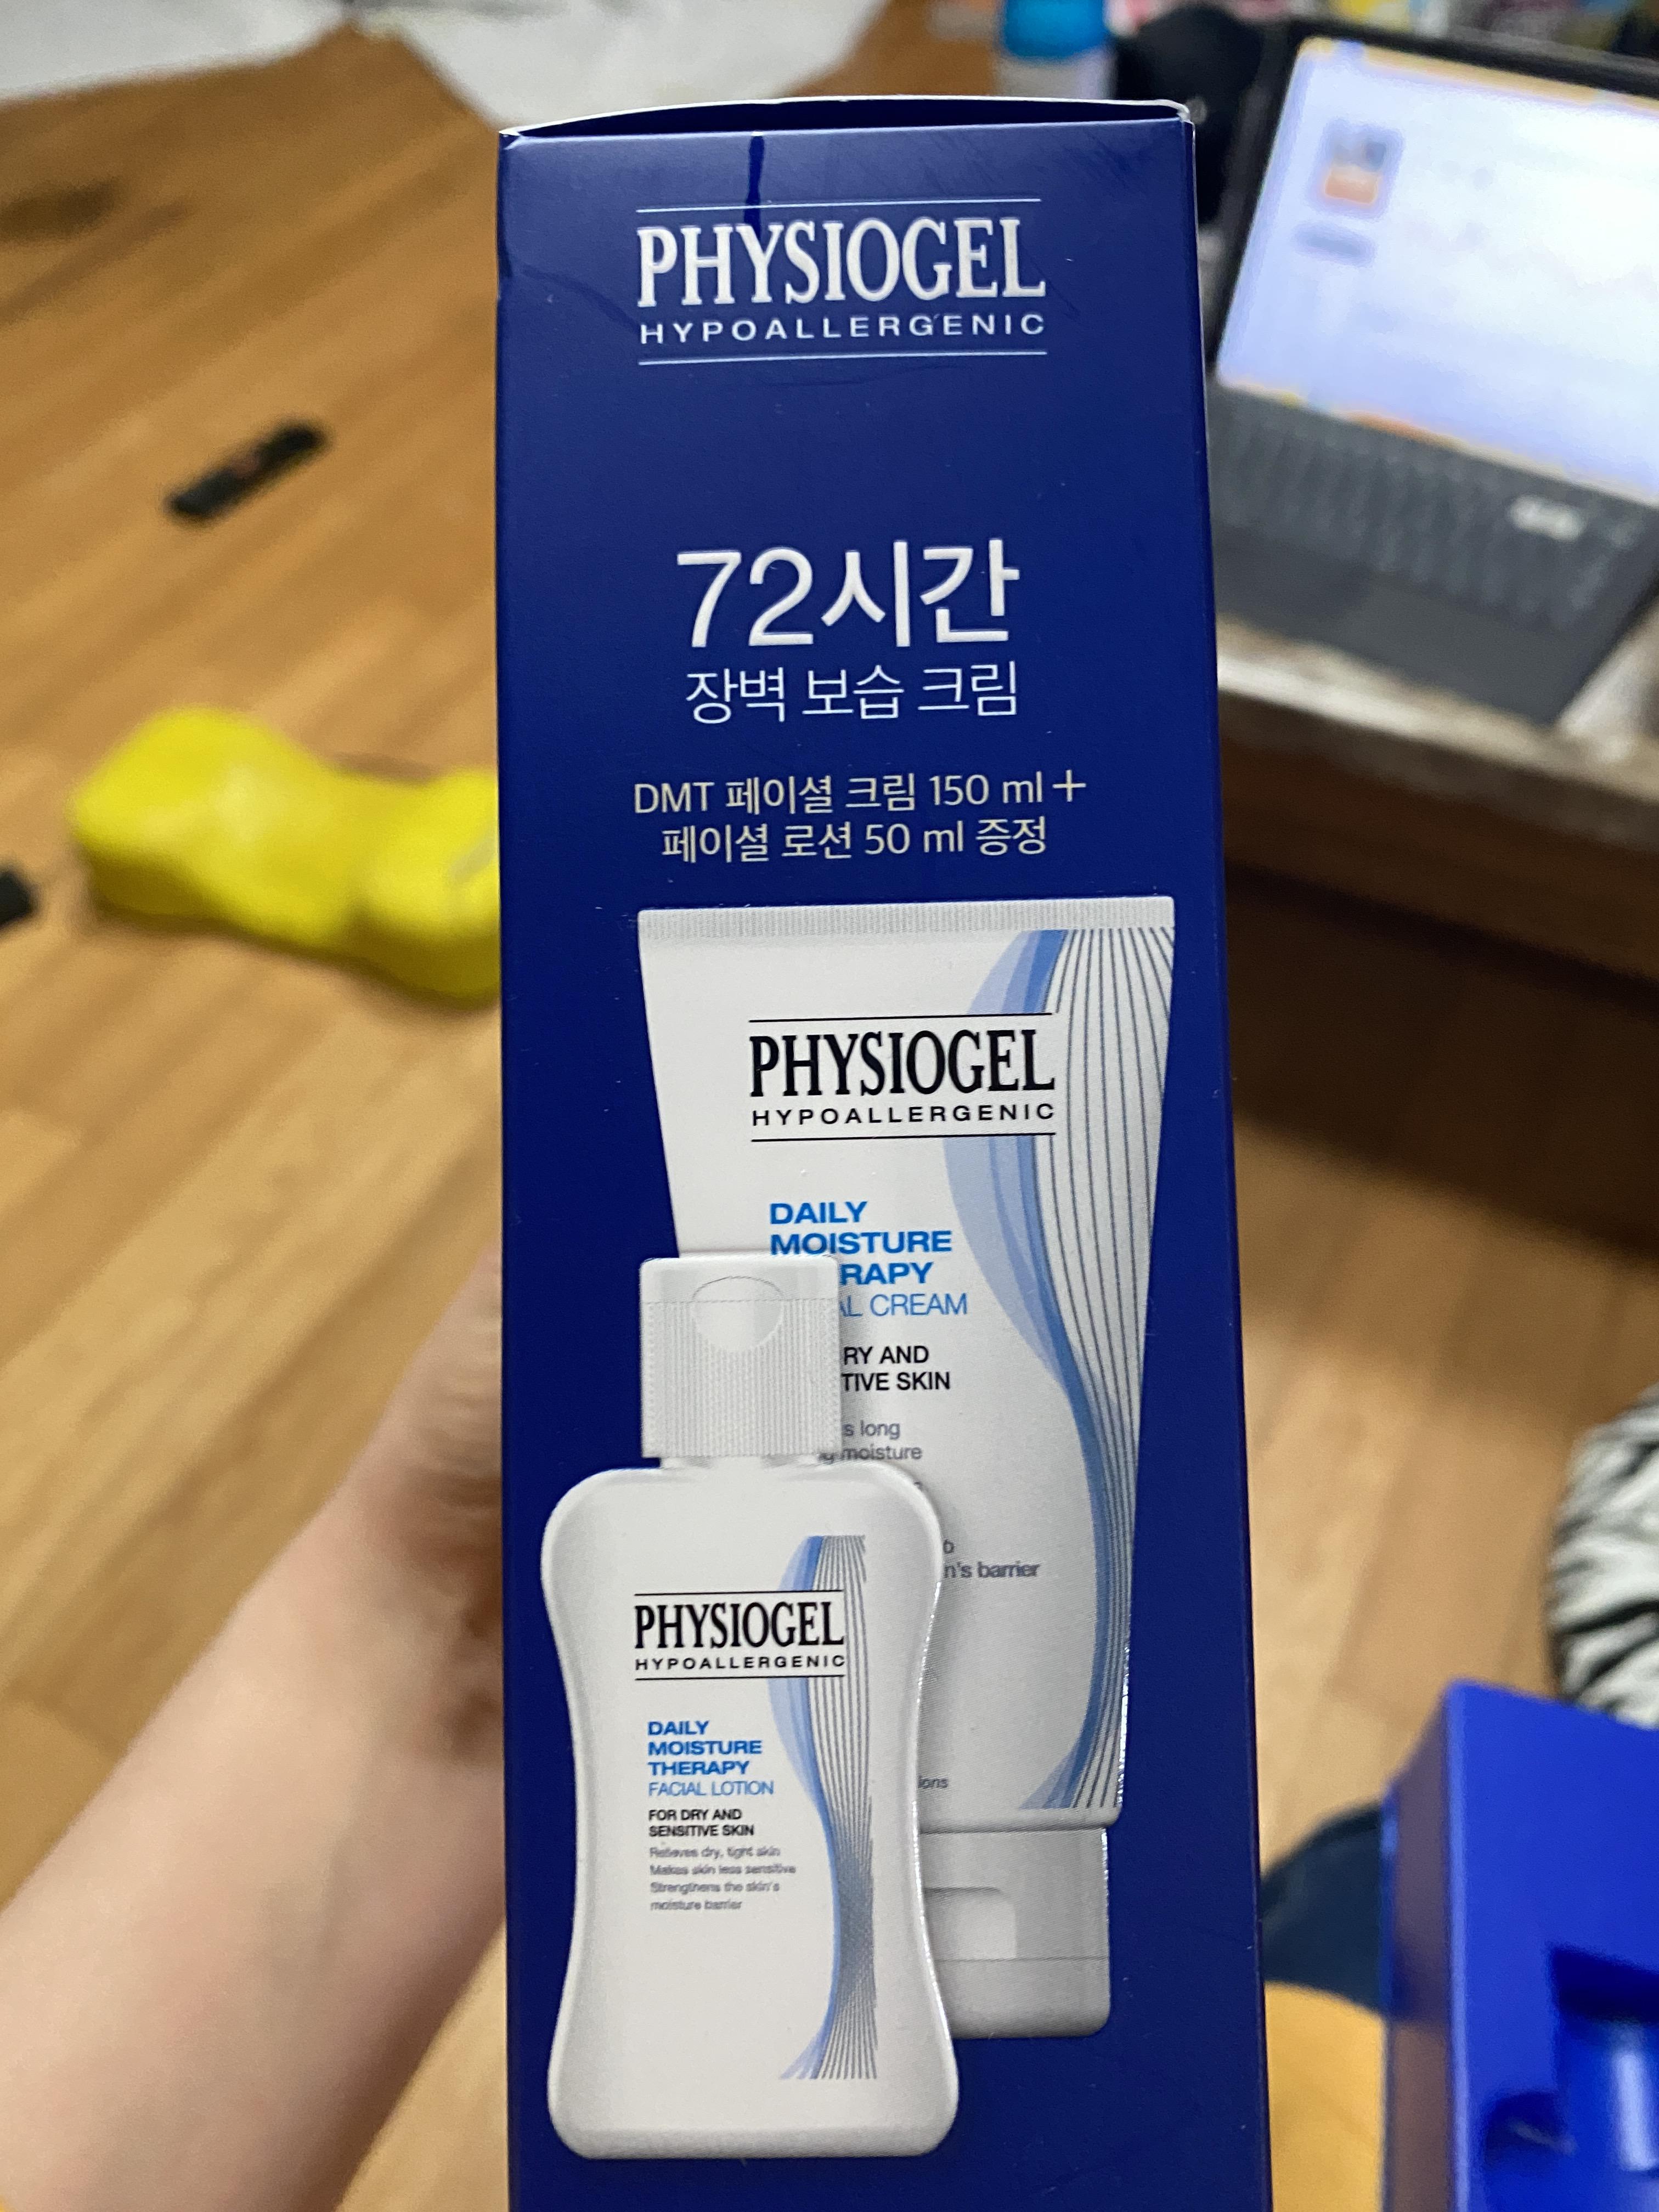 PHYSIOGEL
HYPOALLERGENIC
72시간
장벽 보습 크림
DMT 페이셜 크림 150 ml+
페이셜 로션 50 ml 증정
PHYSIOGEL
HYPOALLERGENIC
DAILY
MOISTURE
RAPY
AL CREAM
RY AND
TIVE SKIN
s long
moisture
n's barrier
ions
PHYSIOGEL
HYPOALLERGENIC
DAILY
MOISTURE
THERAPY
FACIAL LOTION
FOR DRY AND
SENSITIVE SKIN
Relieves dry, tight skin
Makes skin less sensitive
Strengthens the skin's
moisture barrier